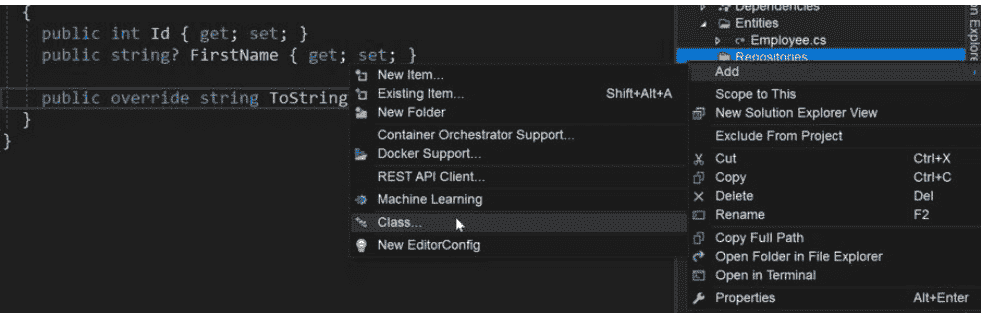 {
public int Id { get; set; }
public string? FirstName { get; set; }
public override string ToString
}
}
Dependencies
Entities
C# Employee.cs
Repositories
New Item...
Existing Item... Shift+Alt+A
New Folder
Container Orchestrator Support...
Docker Support...
REST API Client...
Machine Learning
Class...
New EditorConfig
Add
Scope to This
New Solution Explorer View
Exclude From Project
Cut Ctrl+X
Copy Ctrl+C
Delete Del
Rename F2
Copy Full Path
Open Folder in File Explorer
Open in Terminal
Properties Alt+Enter
n Explore